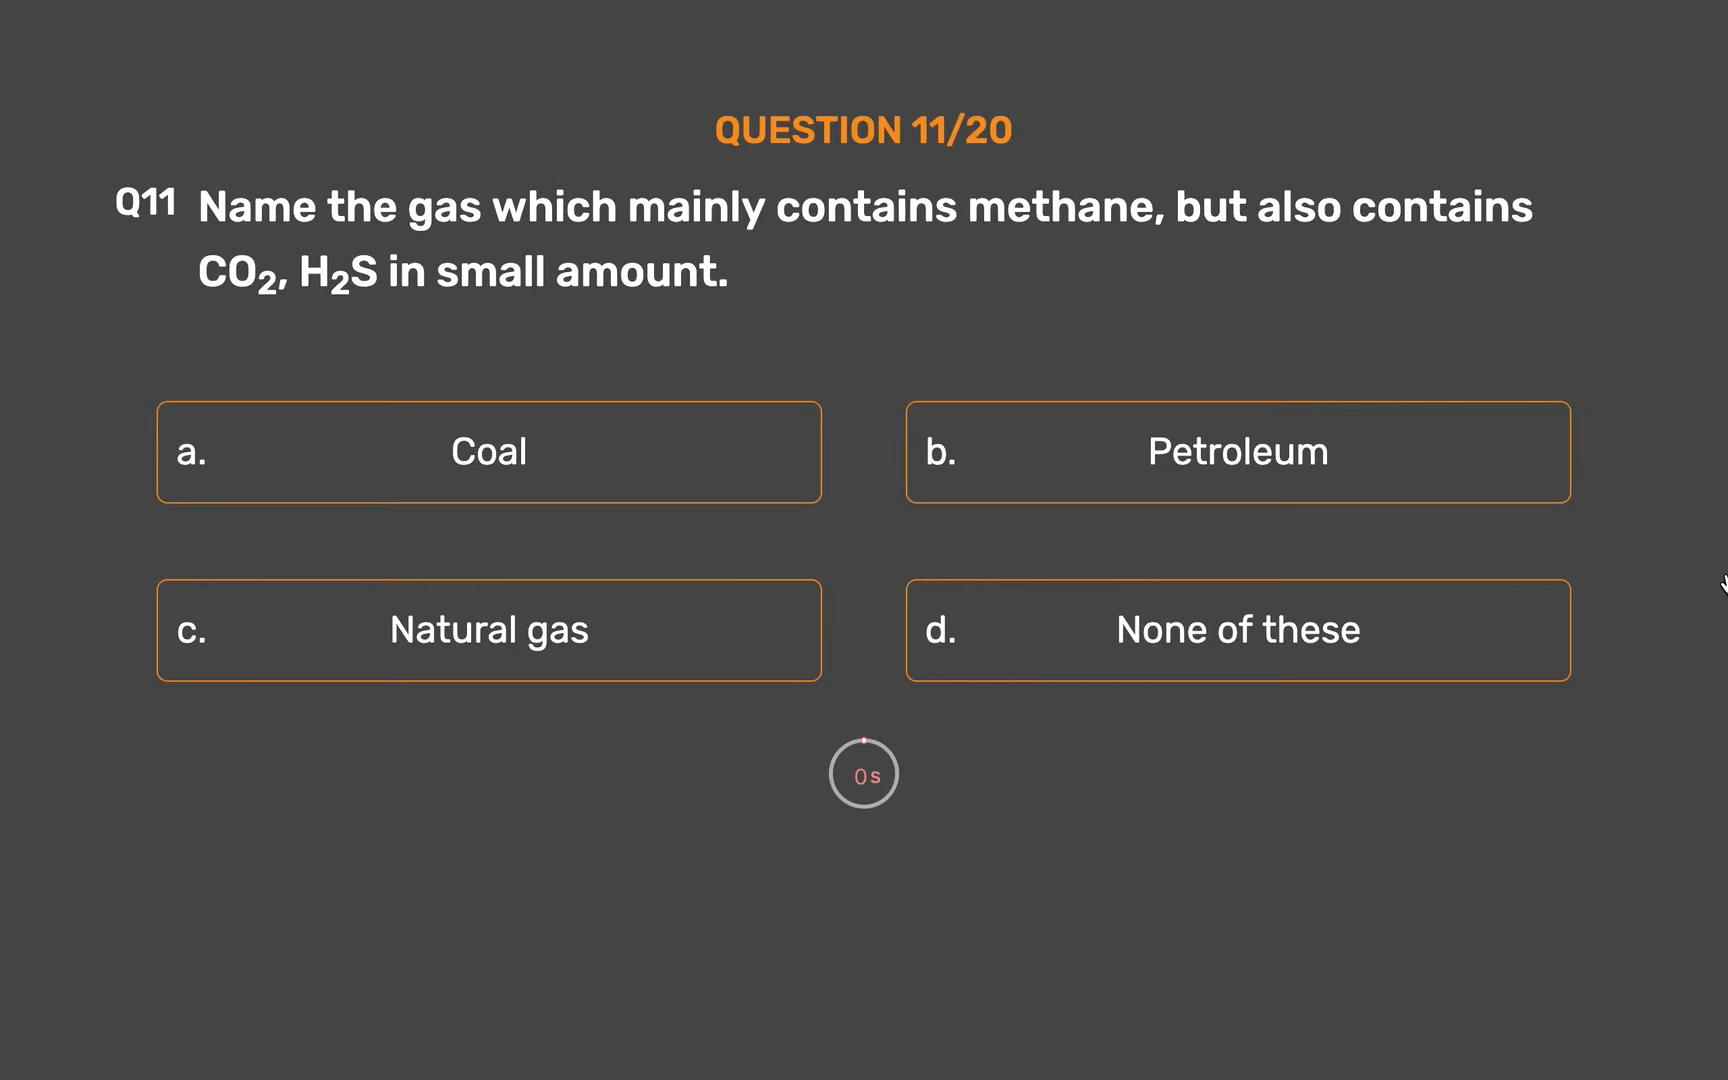 QUESTION 11/20
Q11 Name the gas which mainly contains methane, but also contains
CO₂, H₂S in small amount.
a. Coal
b. Petroleum
c. Natural gas
d. None of these
0s